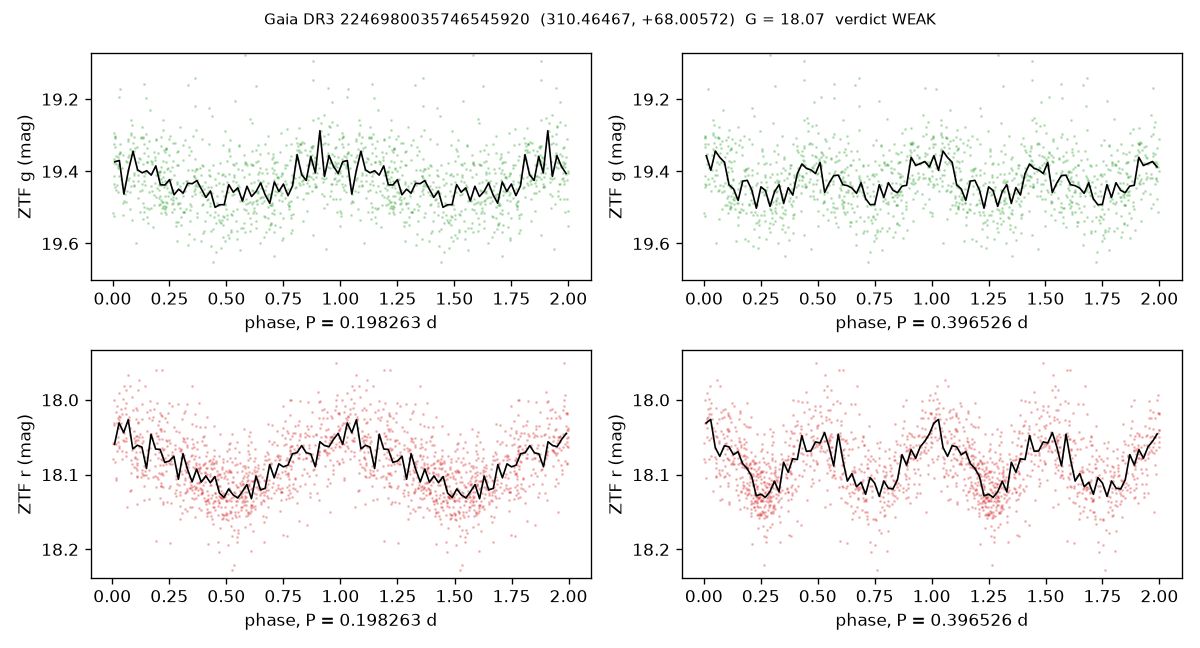 Gaia DR3 2246980035746545920  (310.46467, +68.00572)  G = 18.07  verdict WEAK
ZTF g (mag)
19.2
19.4
19.6
0.00 0.25 0.50 0.75 1.00 1.25 1.50 1.75 2.00
phase, P = 0.198263 d
ZTF g (mag)
19.2
19.4
19.6
0.00 0.25 0.50 0.75 1.00 1.25 1.50 1.75 2.00
phase, P = 0.396526 d
ZTF r (mag)
18.0
18.1
18.2
0.00 0.25 0.50 0.75 1.00 1.25 1.50 1.75 2.00
phase, P = 0.198263 d
ZTF r (mag)
18.0
18.1
18.2
0.00 0.25 0.50 0.75 1.00 1.25 1.50 1.75 2.00
phase, P = 0.396526 d